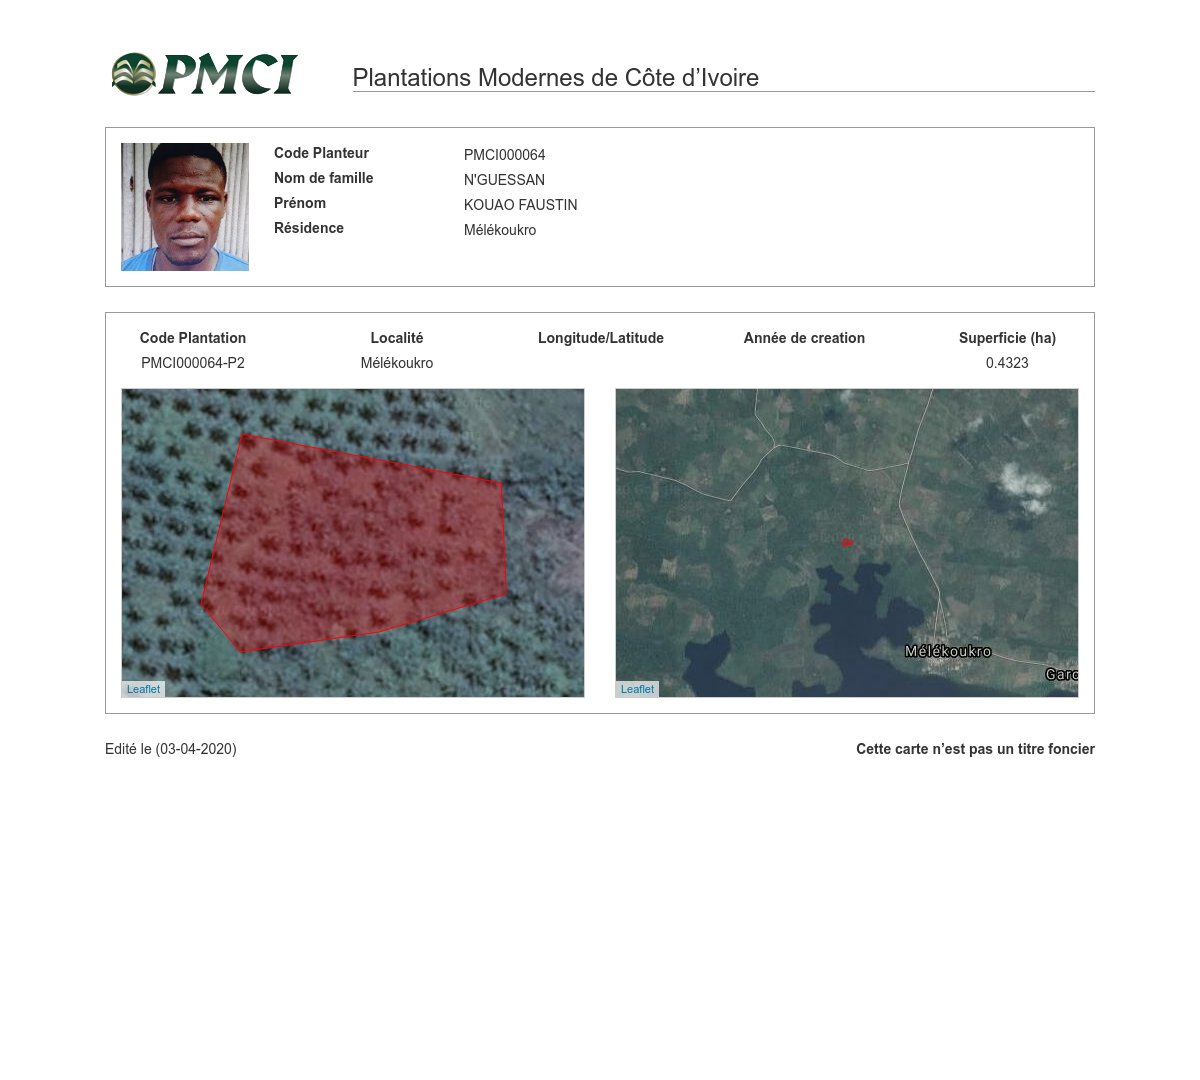 PMCI
Plantations Modernes de Côte d’Ivoire
Code Planteur PMCI000064
Nom de famille N'GUESSAN
Prénom KOUAO FAUSTIN
Résidence Mélékoukro
Code Plantation Localité Longitude/Latitude Année de creation Superficie (ha)
PMCI000064-P2 Mélékoukro 0.4323
Mélékoukro
Leaflet
Leaflet
Edité le (03-04-2020)
Cette carte n’est pas un titre foncier